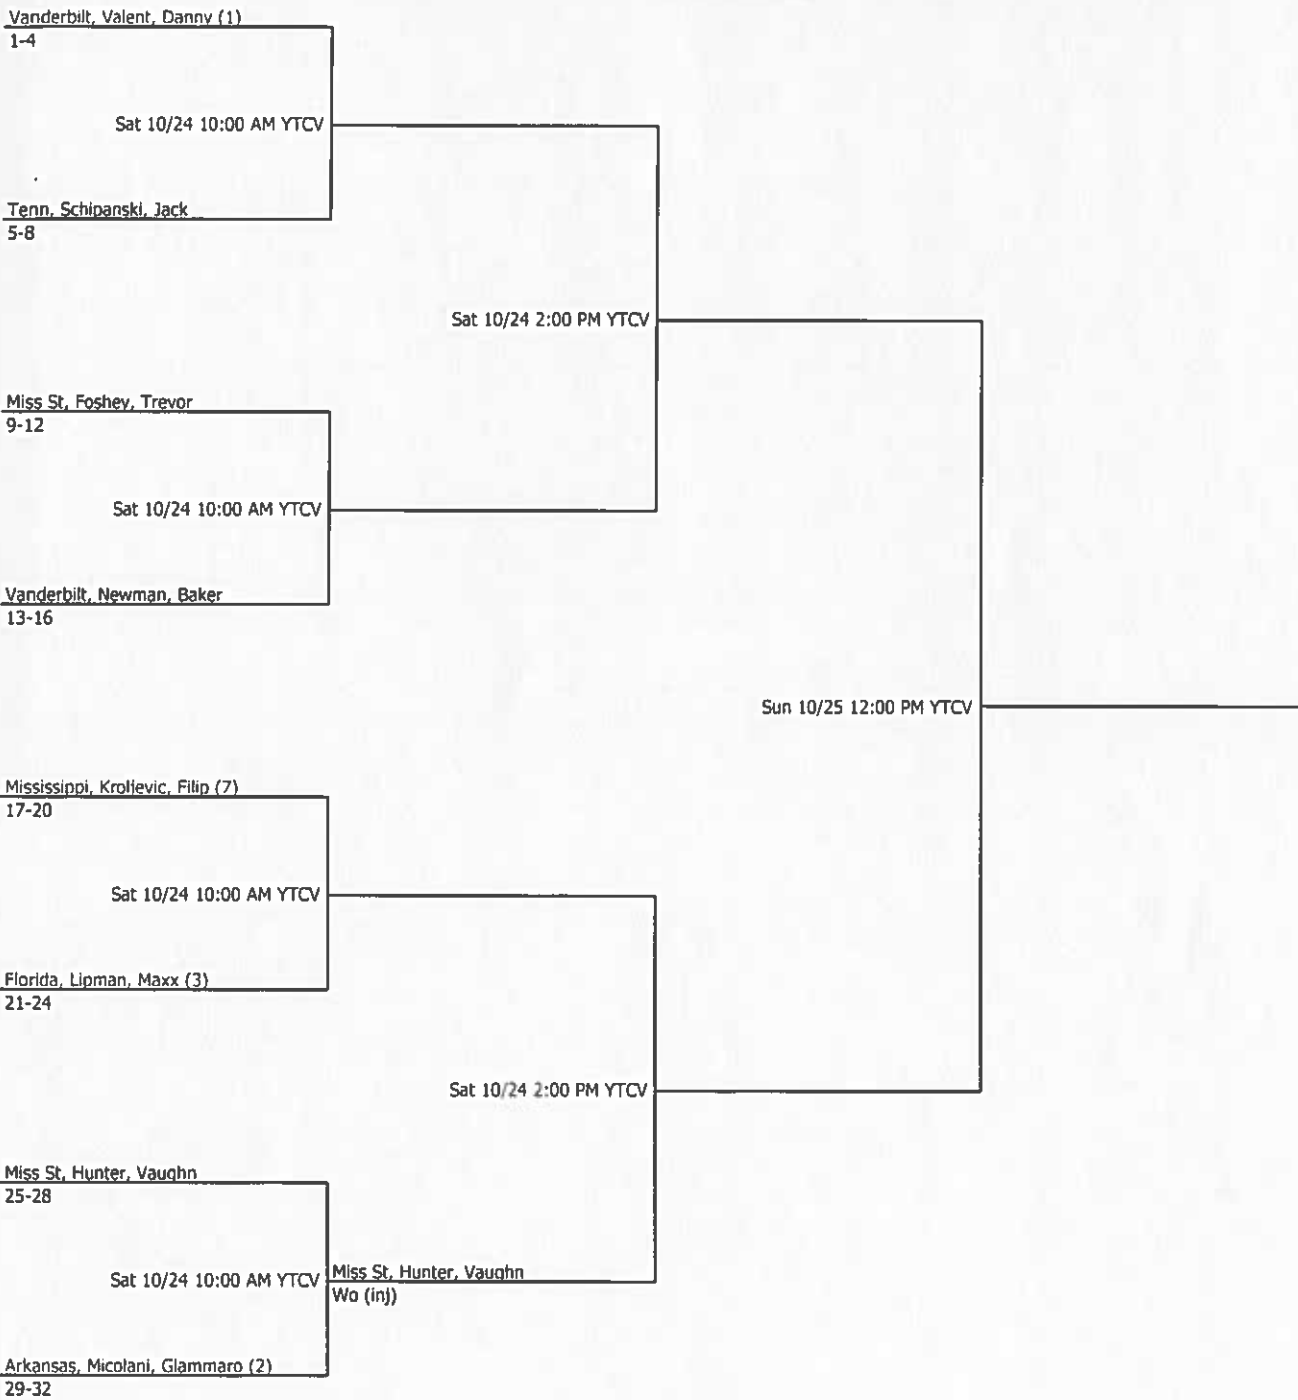 Vanderbilt, Valent, Danny (1)
1-4
Sat 10/24 10:00 AM YTCV
Tenn, Schipanski, Jack
5-8
Sat 10/24 2:00 PM YTCV
Miss St, Foshey, Trevor
9-12
Sat 10/24 10:00 AM YTCV
Vanderbilt, Newman, Baker
13-16
Sun 10/25 12:00 PM YTCV
Mississippi, Kroljevic, Filip (7)
17-20
Sat 10/24 10:00 AM YTCV
Florida, Lipman, Maxx (3)
21-24
Sat 10/24 2:00 PM YTCV
Miss St, Hunter, Vaughn
25-28
Sat 10/24 10:00 AM YTCV
Miss St, Hunter, Vaughn
Wo (inj)
Arkansas, Micolani, Giammaro (2)
29-32